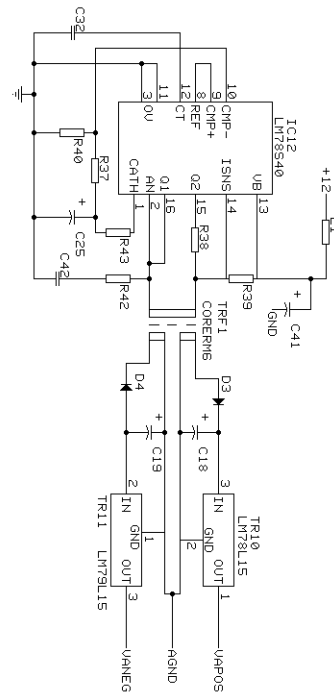 +12
C41
+
GND
R39
IC12
LM78S40
10
CMP-
9
CMP+
8
REF
12
CT
11
3
OV
VB
13
ISNS
14
Q2
15
Q1
16
AN
2
CATH
1
C32
R40
R37
+
C25
R43
R38
C42
R42
TRF1
CORERM6
D4
D3
+
C19
+
C18
TR11
LM79L15
2
IN
GND
1
OUT
3
TR10
LM78L15
3
IN
GND
2
OUT
1
VANEG
AGND
VAPOS